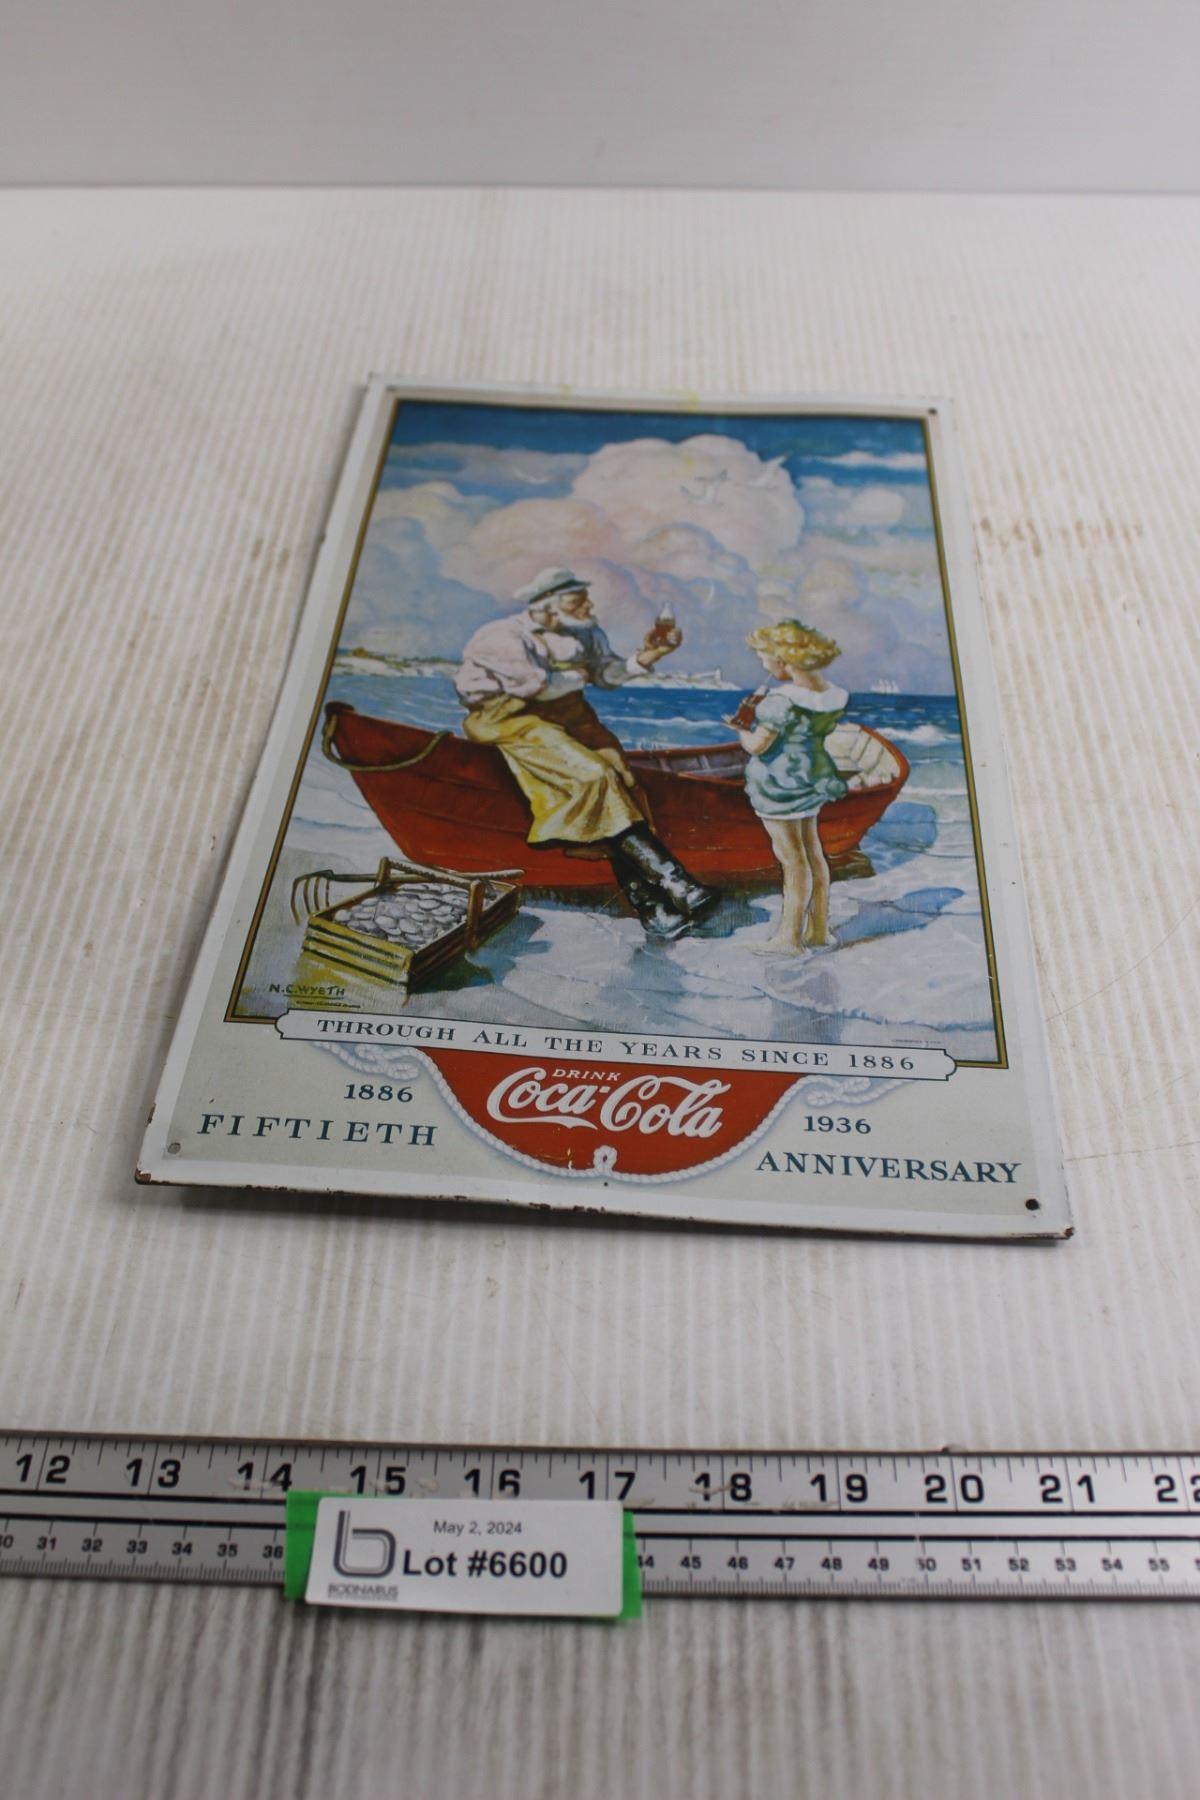 N.C. WYETH
THROUGH ALL THE YEARS SINCE 1886
DRINK
Coca-Cola
1886
FIFTIETH
1936
ANNIVERSARY
12 13 14 15 16 17 18 19 20 21 22
31 32 33 34 35 36 44 45 46 47 48 49 50 51 52 53 54 55
May 2, 2024
Lot #6600
BODNARUS